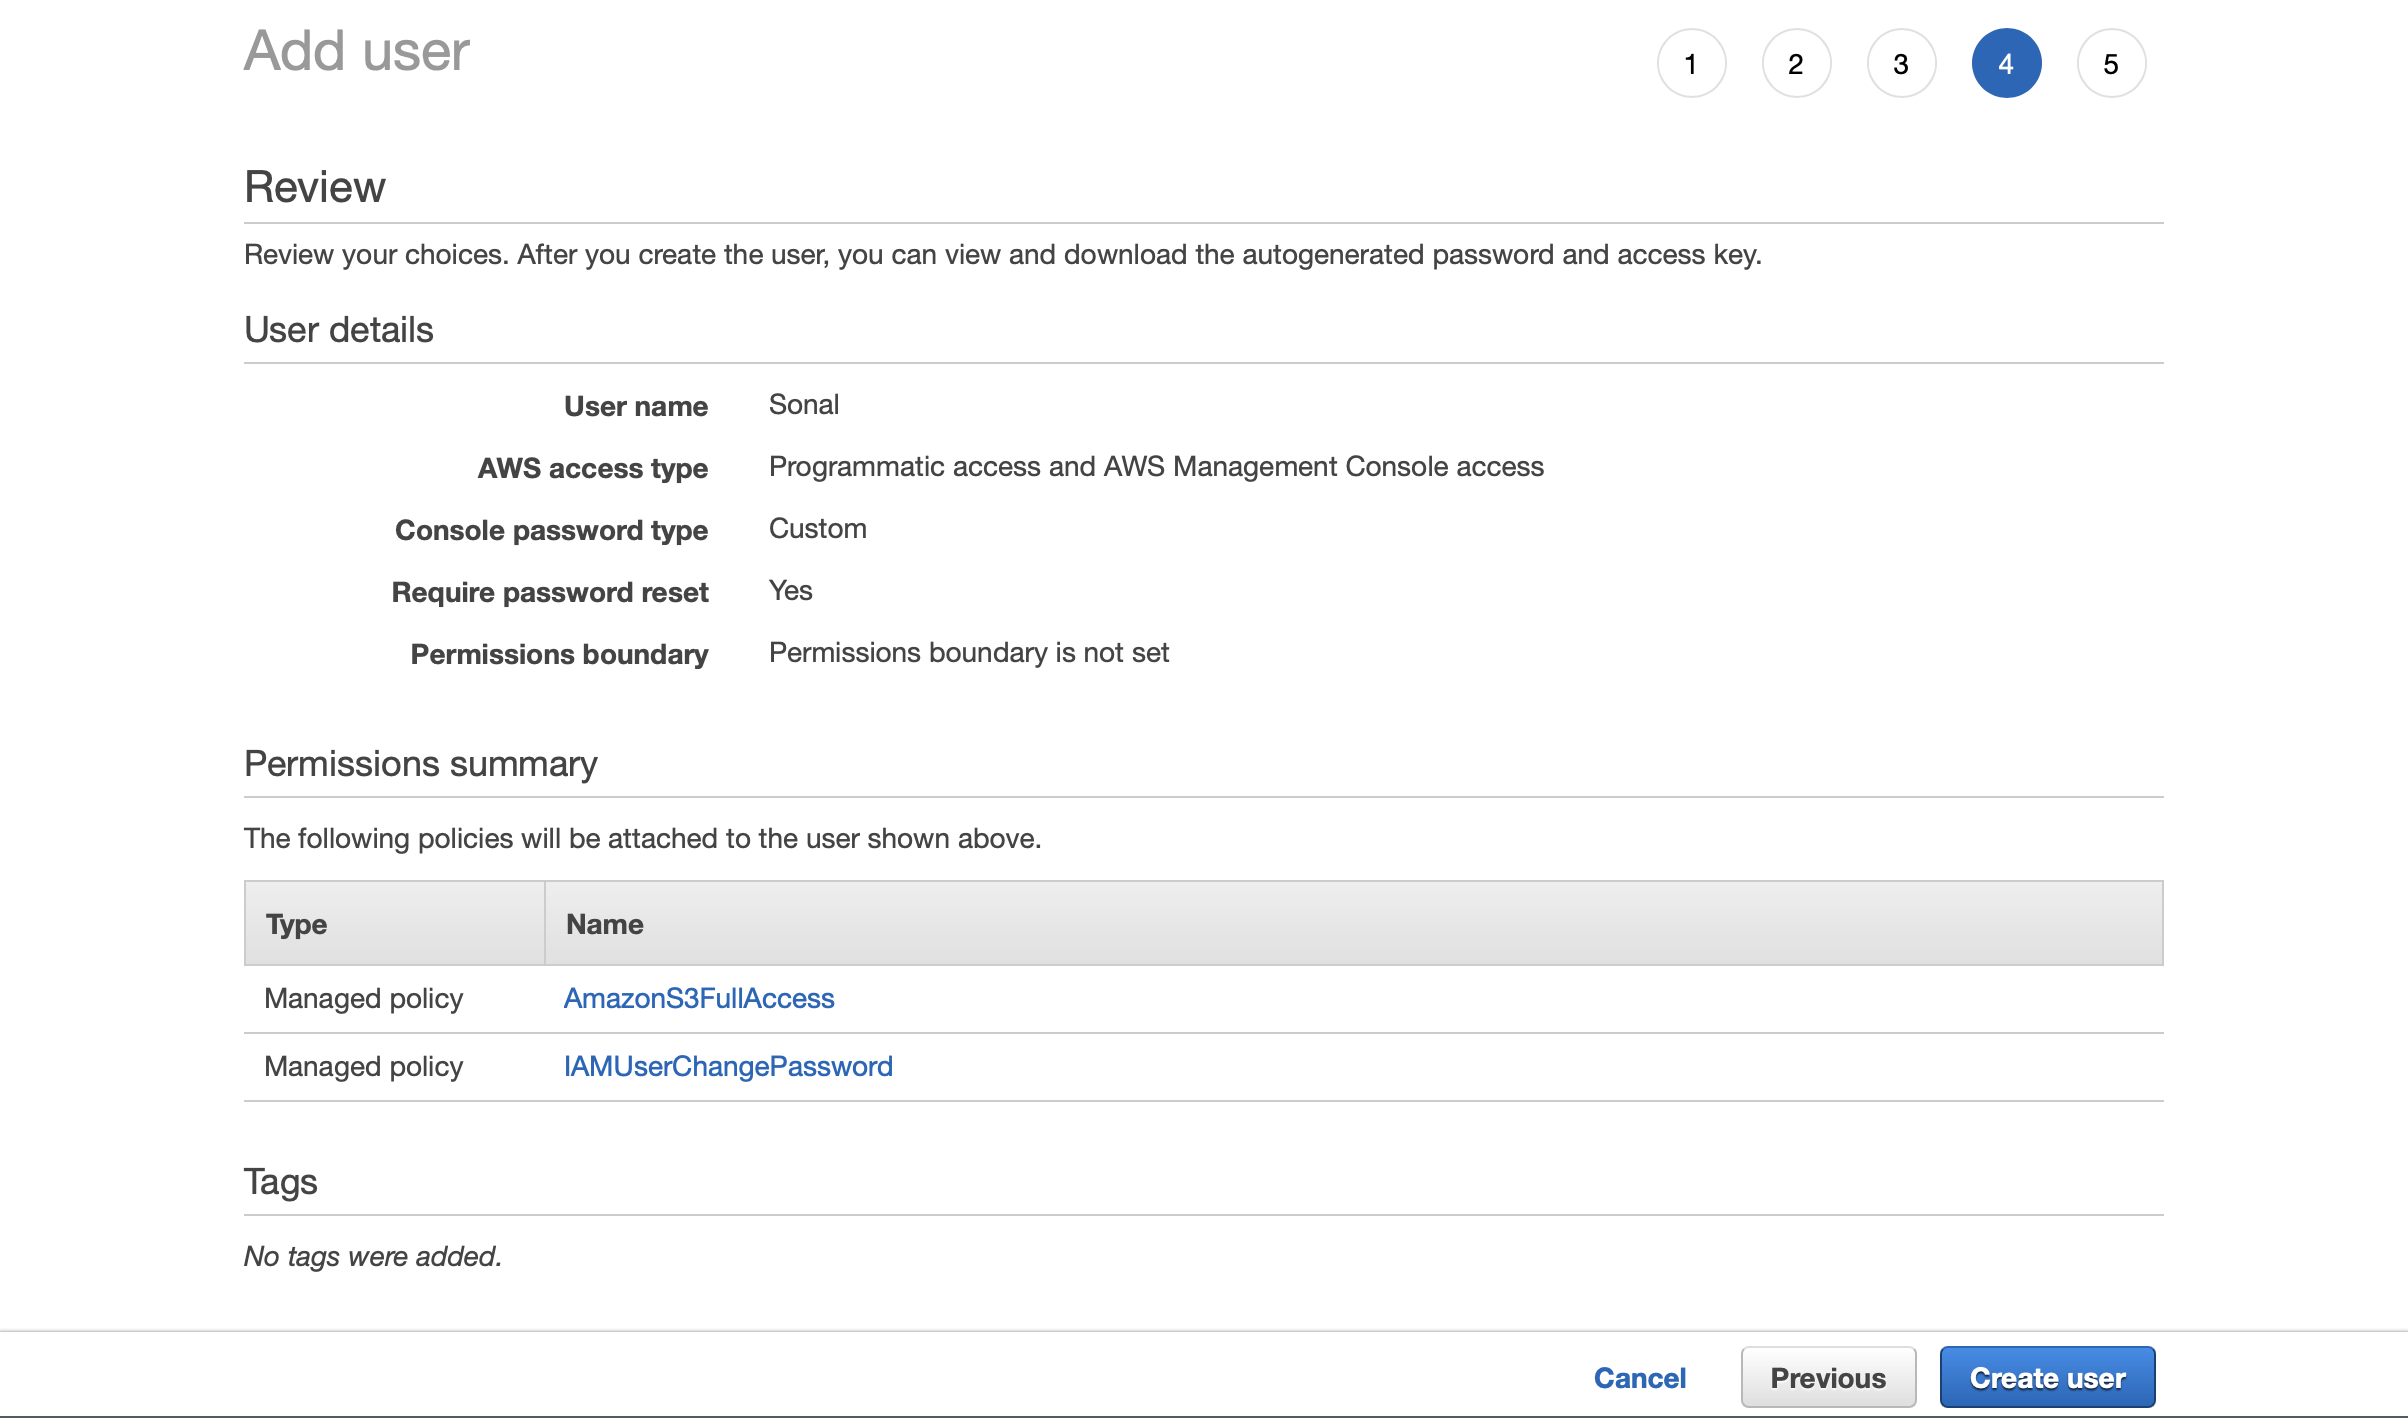 Add user
1 2 3 4 5
Review
Review your choices. After you create the user, you can view and download the autogenerated password and access key.
User details
User name Sonal
AWS access type Programmatic access and AWS Management Console access
Console password type Custom
Require password reset Yes
Permissions boundary Permissions boundary is not set
Permissions summary
The following policies will be attached to the user shown above.
Type Name
Managed policy AmazonS3FullAccess
Managed policy IAMUserChangePassword
Tags
No tags were added.
Cancel Previous Create user